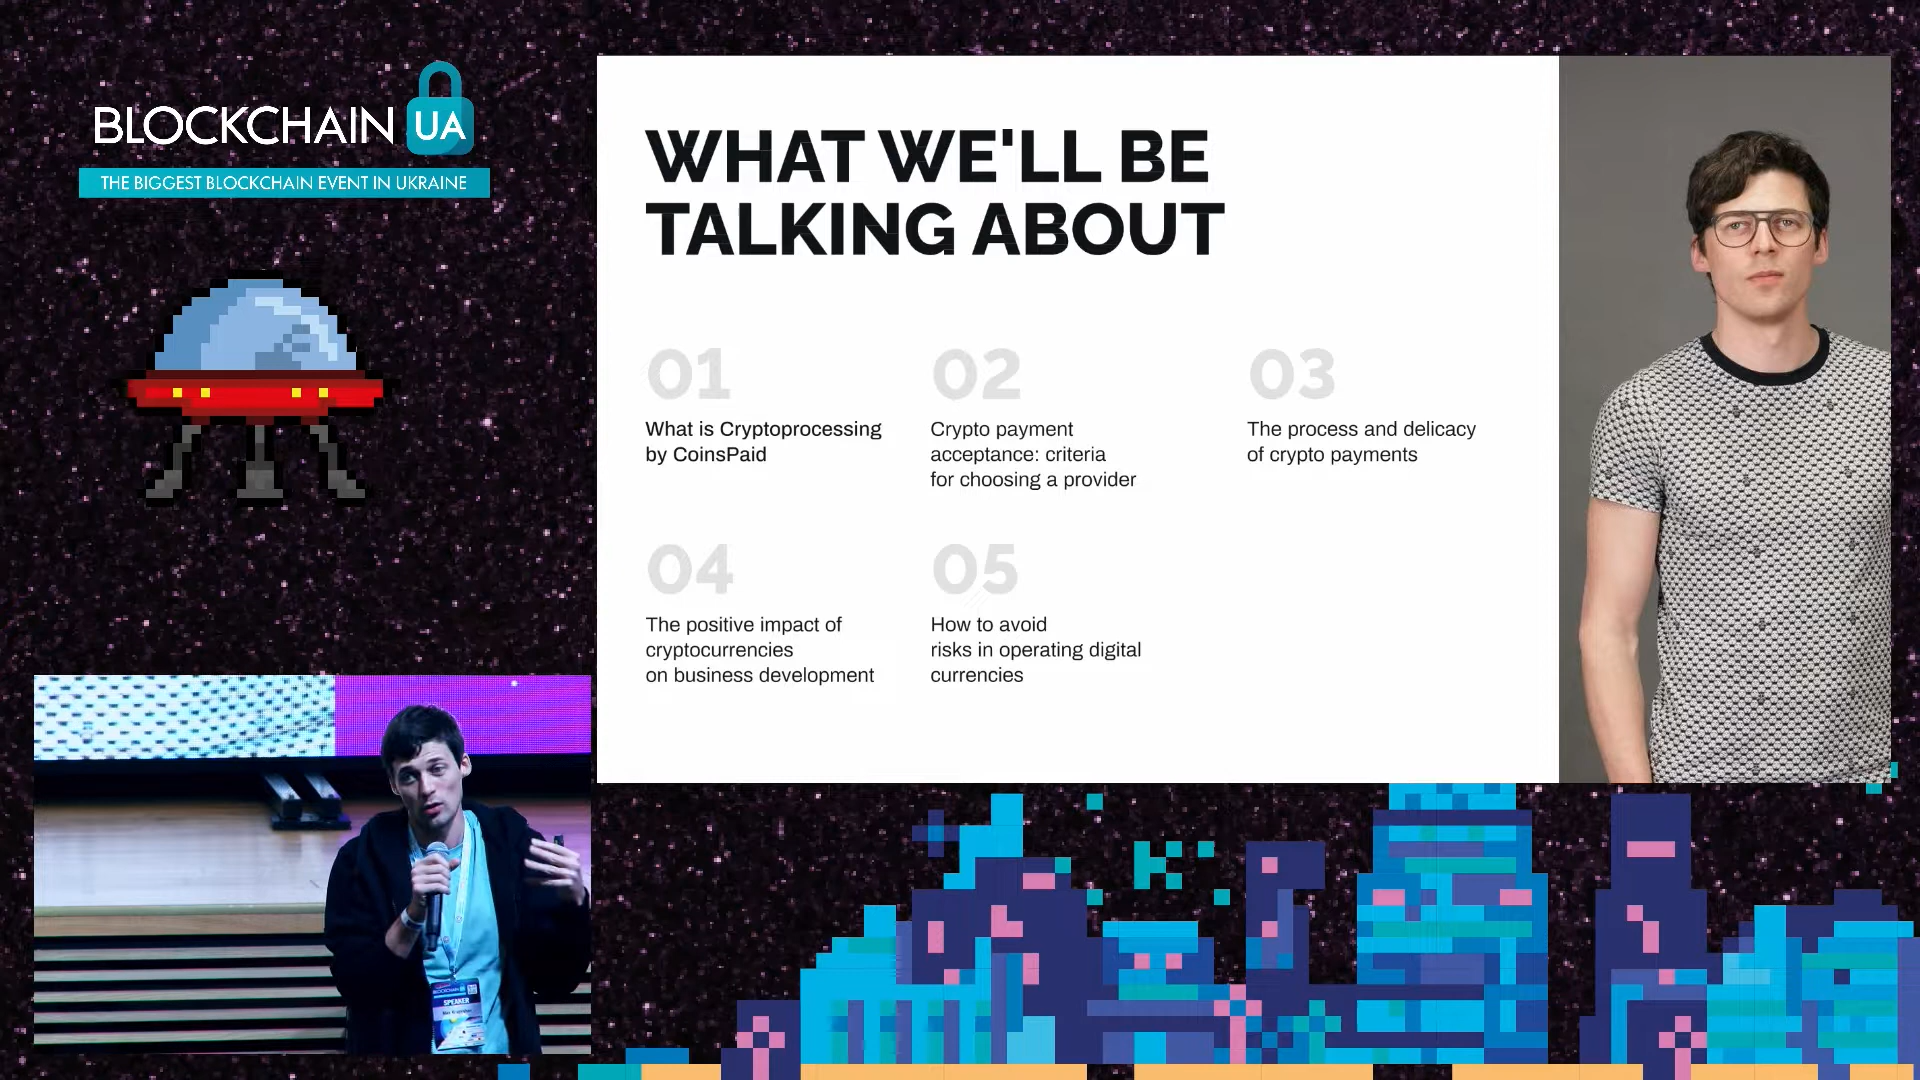 BLOCKCHAIN UA
THE BIGGEST BLOCKCHAIN EVENT IN UKRAINE
WHAT WE'LL BE
TALKING ABOUT
01
What is Cryptoprocessing
by CoinsPaid
02
Crypto payment
acceptance: criteria
for choosing a provider
03
The process and delicacy
of crypto payments
04
The positive impact of
cryptocurrencies
on business development
05
How to avoid
risks in operating digital
currencies
BLOCKCHAIN UA
SPEAKER